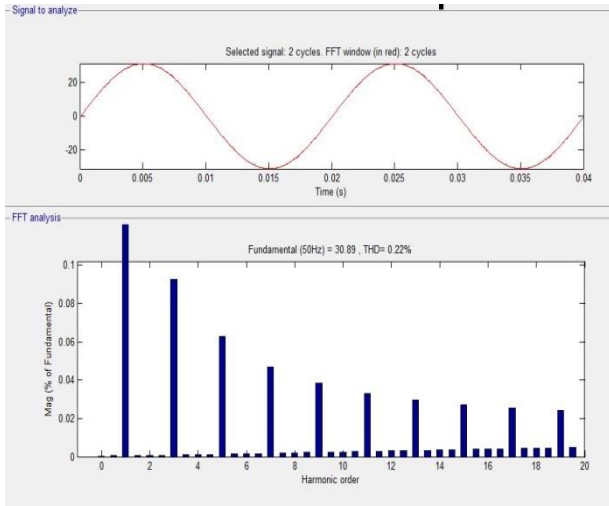 Signal to analyze
Selected signal: 2 cycles. FFT window (in red): 2 cycles
20
0
-20
0 0.005 0.01 0.015 0.02 0.025 0.03 0.035 0.04
Time (s)
FFT analysis
Fundamental (50Hz) = 30.89 , THD= 0.22%
Mag (% of Fundamental)
0.1
0.08
0.06
0.04
0.02
0
0 2 4 6 8 10 12 14 16 18 20
Harmonic order